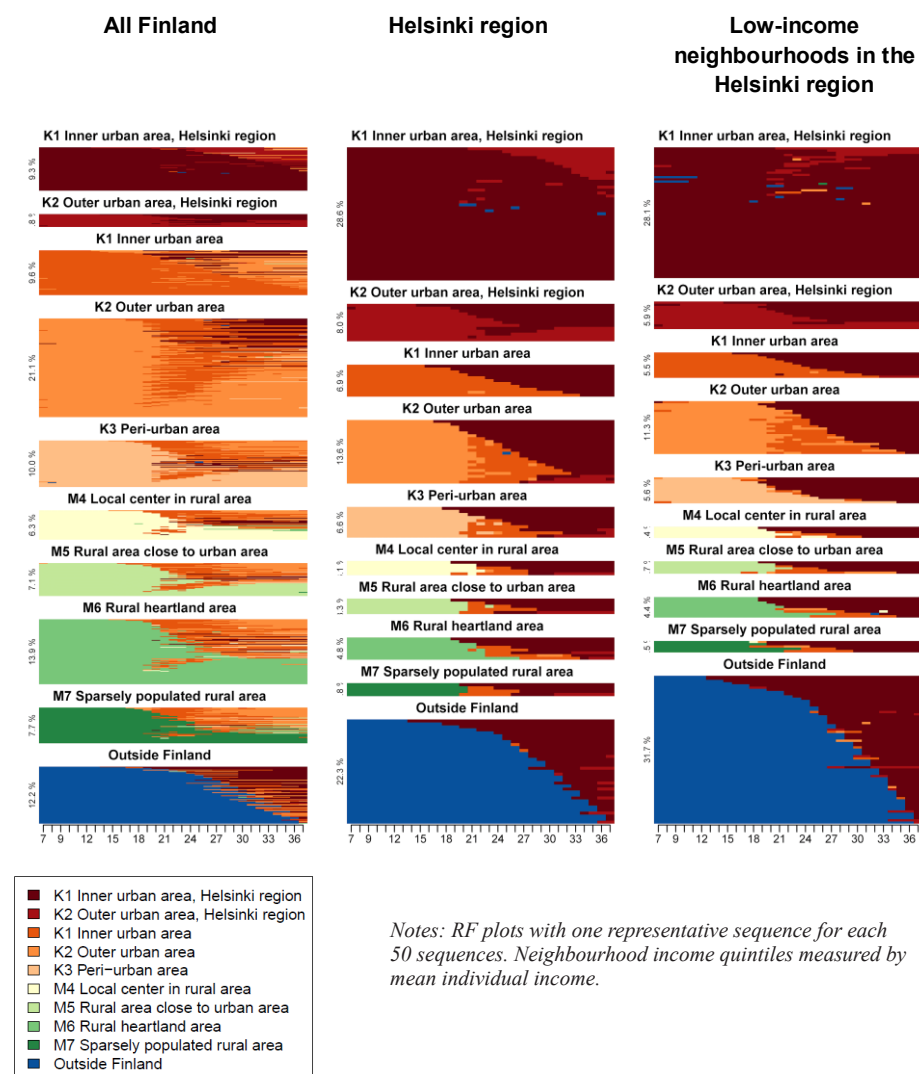 All Finland
Helsinki region
Low-income
neighbourhoods in the
Helsinki region
K1 Inner urban area, Helsinki region
9.3 %
K2 Outer urban area, Helsinki region
K1 Inner urban area
9.6 %
K2 Outer urban area
21.1 %
K3 Peri-urban area
10.0 %
M4 Local center in rural area
6.3 %
M5 Rural area close to urban area
7.1 %
M6 Rural heartland area
13.9 %
M7 Sparsely populated rural area
7.7 %
Outside Finland
12.2 %
7 9 12 15 18 21 24 27 30 33 36
K1 Inner urban area, Helsinki region
28.6 %
K2 Outer urban area, Helsinki region
8.0 %
K1 Inner urban area
6.9 %
K2 Outer urban area
13.6 %
K3 Peri-urban area
6.6 %
M4 Local center in rural area
M5 Rural area close to urban area
M6 Rural heartland area
4.8 %
M7 Sparsely populated rural area
Outside Finland
22.3 %
7 9 12 15 18 21 24 27 30 33 36
K1 Inner urban area, Helsinki region
28.1 %
K2 Outer urban area, Helsinki region
5.9 %
K1 Inner urban area
5.5 %
K2 Outer urban area
11.3 %
K3 Peri-urban area
5.6 %
M4 Local center in rural area
M5 Rural area close to urban area
M6 Rural heartland area
4.4 %
M7 Sparsely populated rural area
Outside Finland
31.7 %
7 9 12 15 18 21 24 27 30 33 36
K1 Inner urban area, Helsinki region
K2 Outer urban area, Helsinki region
K1 Inner urban area
K2 Outer urban area
K3 Peri−urban area
M4 Local center in rural area
M5 Rural area close to urban area
M6 Rural heartland area
M7 Sparsely populated rural area
Outside Finland
Notes: RF plots with one representative sequence for each
50 sequences. Neighbourhood income quintiles measured by
mean individual income.